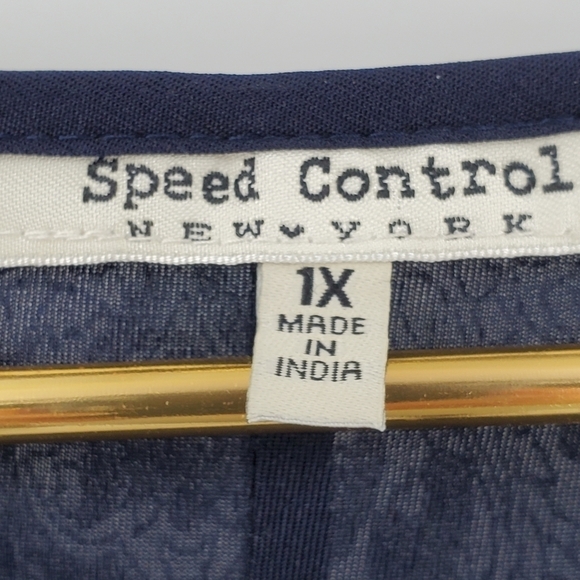 Speed Control
NEW YORK
1X
MADE
IN
INDIA